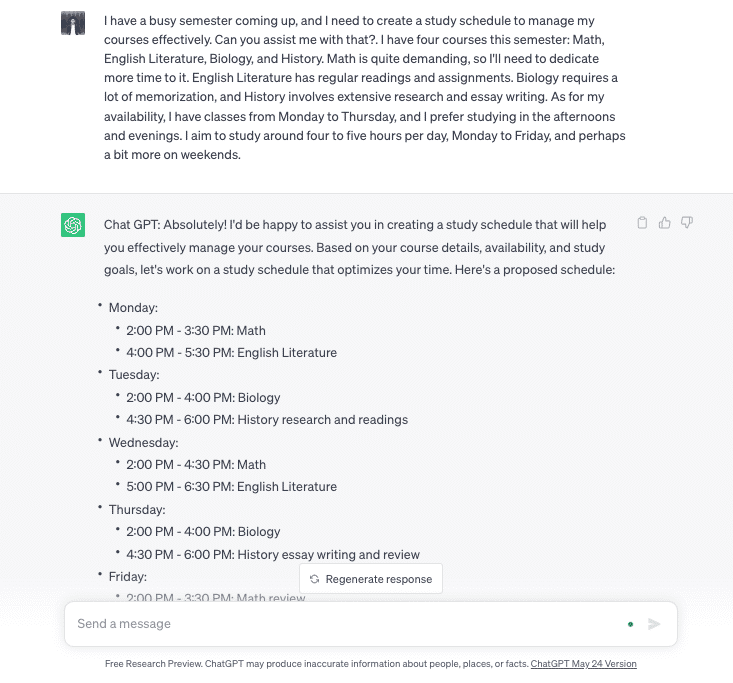 I have a busy semester coming up, and I need to create a study schedule to manage my
courses effectively. Can you assist me with that?. I have four courses this semester: Math,
English Literature, Biology, and History. Math is quite demanding, so I'll need to dedicate
more time to it. English Literature has regular readings and assignments. Biology requires a
lot of memorization, and History involves extensive research and essay writing. As for my
availability, I have classes from Monday to Thursday, and I prefer studying in the afternoons
and evenings. I aim to study around four to five hours per day, Monday to Friday, and perhaps
a bit more on weekends.
Chat GPT: Absolutely! I'd be happy to assist you in creating a study schedule that will help
you effectively manage your courses. Based on your course details, availability, and study
goals, let's work on a study schedule that optimizes your time. Here's a proposed schedule:
• Monday:
• 2:00 PM - 3:30 PM: Math
• 4:00 PM - 5:30 PM: English Literature
• Tuesday:
• 2:00 PM - 4:00 PM: Biology
• 4:30 PM - 6:00 PM: History research and readings
• Wednesday:
• 2:00 PM - 4:30 PM: Math
• 5:00 PM - 6:30 PM: English Literature
• Thursday:
• 2:00 PM - 4:00 PM: Biology
• 4:30 PM - 6:00 PM: History essay writing and review
• Friday:
• 2:00 PM - 3:30 PM: Math review
Regenerate response
Send a message
Free Research Preview. ChatGPT may produce inaccurate information about people, places, or facts. ChatGPT May 24 Version